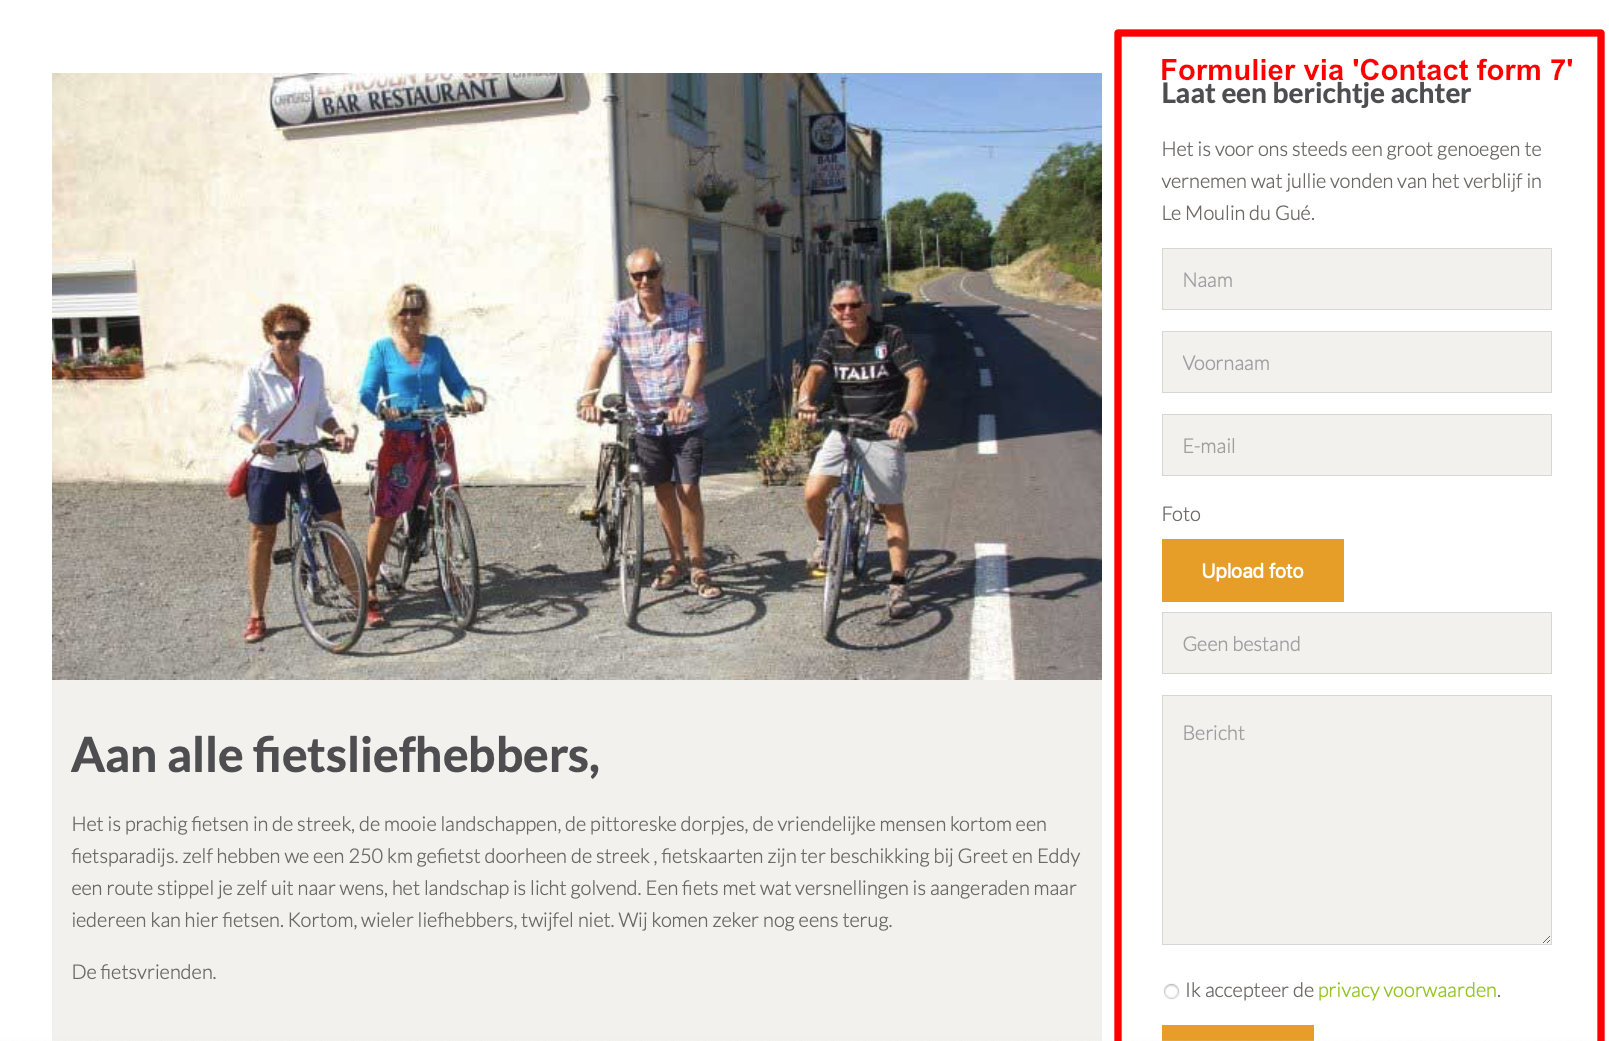 LE MOULIN DU GUÉ
BAR RESTAURANT
BAR
ITALIA
Aan alle fietsliefhebbers,
Het is prachig fietsen in de streek, de mooie landschappen, de pittoreske dorpjes, de vriendelijke mensen kortom een
fietsparadijs. zelf hebben we een 250 km gefietst doorheen de streek , fietskaarten zijn ter beschikking bij Greet en Eddy
een route stippel je zelf uit naar wens, het landschap is licht golvend. Een fiets met wat versnellingen is aangeraden maar
iedereen kan hier fietsen. Kortom, wieler liefhebbers, twijfel niet. Wij komen zeker nog eens terug.
De fietsvrienden.
Formulier via 'Contact form 7'
Laat een berichtje achter
Het is voor ons steeds een groot genoegen te
vernemen wat jullie vonden van het verblijf in
Le Moulin du Gué.
Naam
Voornaam
E-mail
Foto
Upload foto
Geen bestand
Bericht
Ik accepteer de privacy voorwaarden.